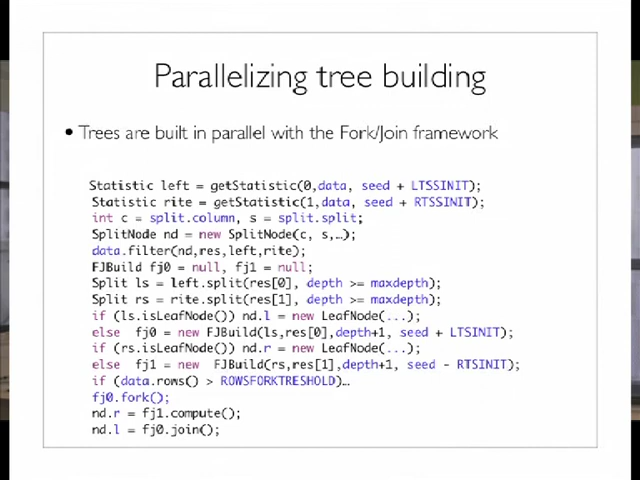 Parallelizing tree building
• Trees are built in parallel with the Fork/Join framework
Statistic left = getStatistic(0,data, seed + LTSSINIT);
Statistic rite = getStatistic(1,data, seed + RTSSINIT);
int c = split.column, s = split.split;
SplitNode nd = new SplitNode(c, s,…);
data.filter(nd,res,left,rite);
FJBuild fj0 = null, fj1 = null;
Split ls = left.split(res[0], depth >= maxdepth);
Split rs = rite.split(res[1], depth >= maxdepth);
if (ls.isLeafNode()) nd.l = new LeafNode(...);
else  fj0 = new FJBuild(ls,res[0],depth+1, seed + LTSINIT);
if (rs.isLeafNode()) nd.r = new LeafNode(...);
else  fj1 = new  FJBuild(rs,res[1],depth+1, seed - RTSINIT);
if (data.rows() > ROWSFORKTRESHOLD)…
fj0.fork();
nd.r = fj1.compute();
nd.l = fj0.join();